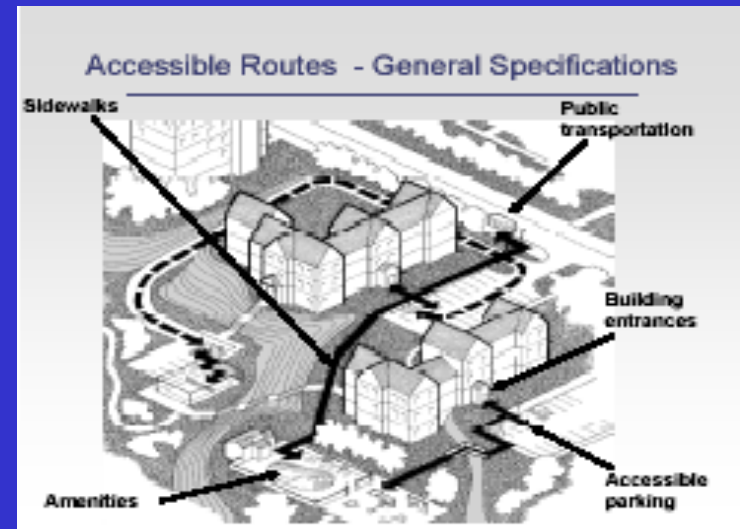 Accessible Routes - General Specifications
Sidewalks
Public
transportation
Building
entrances
Accessible
parking
Amenities